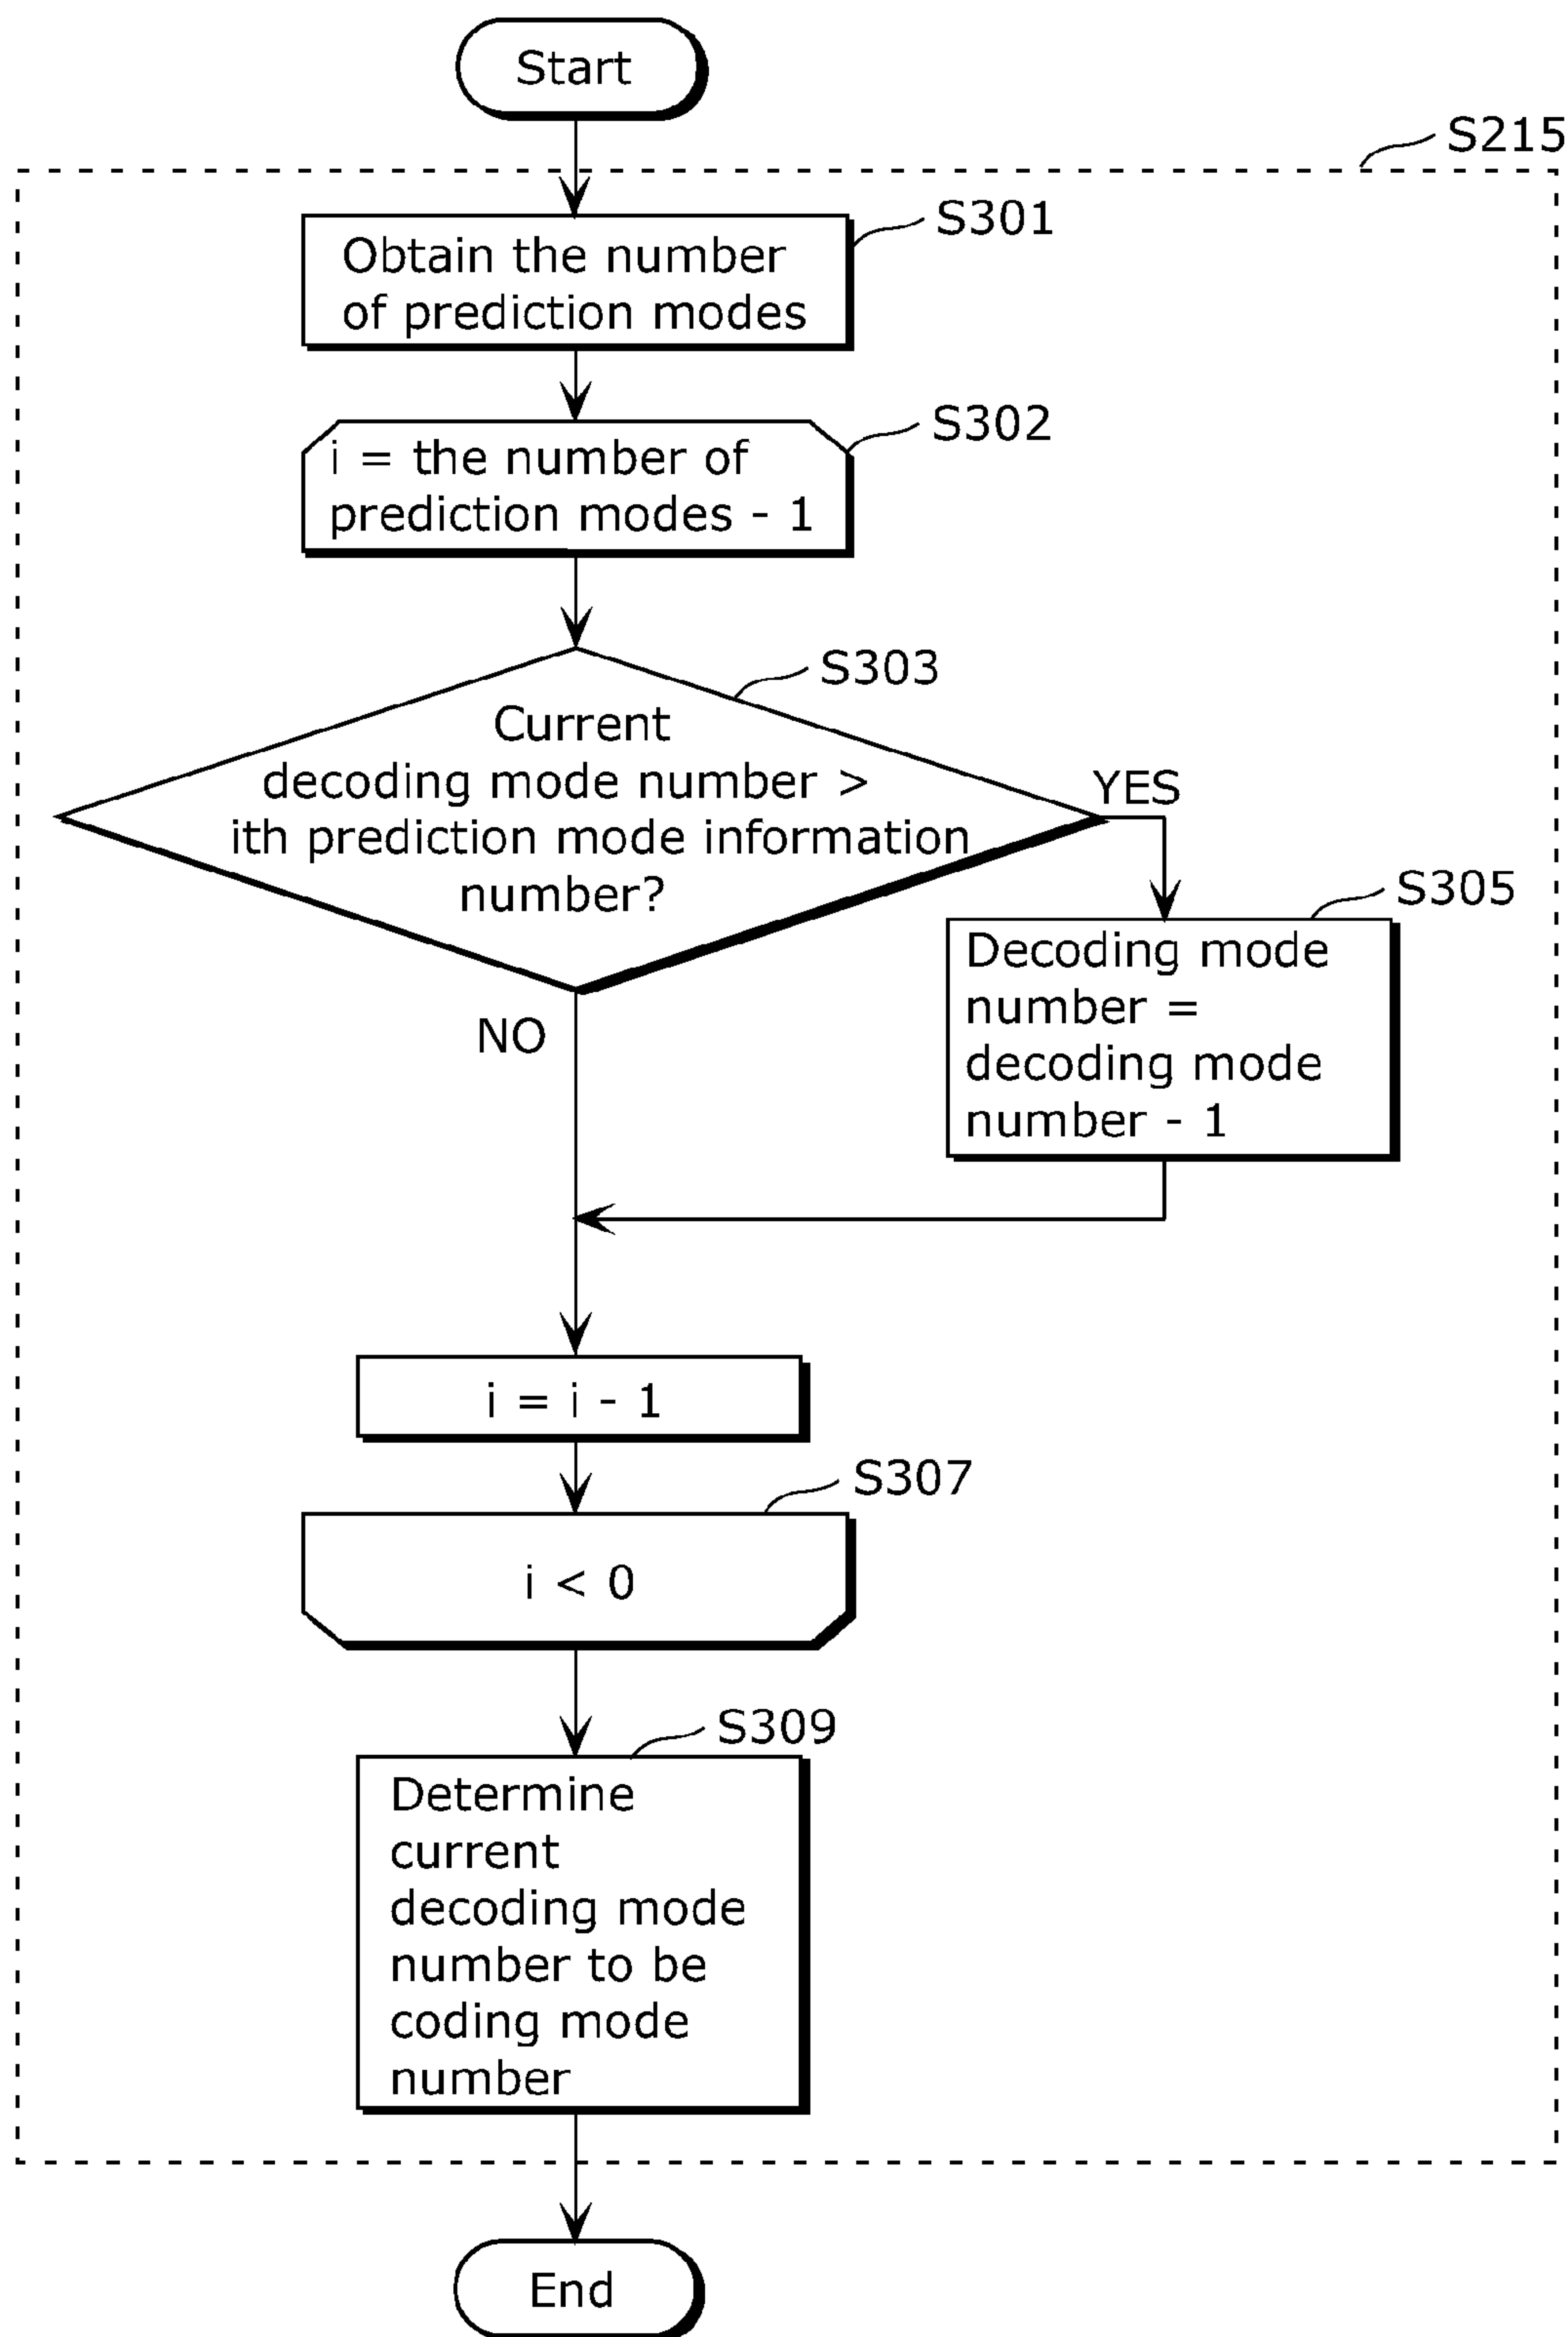 Start
S215
S301
Obtain the number
of prediction modes
S302
i = the number of
prediction modes - 1
S303
Current
decoding mode number >
ith prediction mode information
number?
YES
S305
Decoding mode
number =
decoding mode
number - 1
NO
i = i - 1
S307
i < 0
S309
Determine
current
decoding mode
number to be
coding mode
number
End